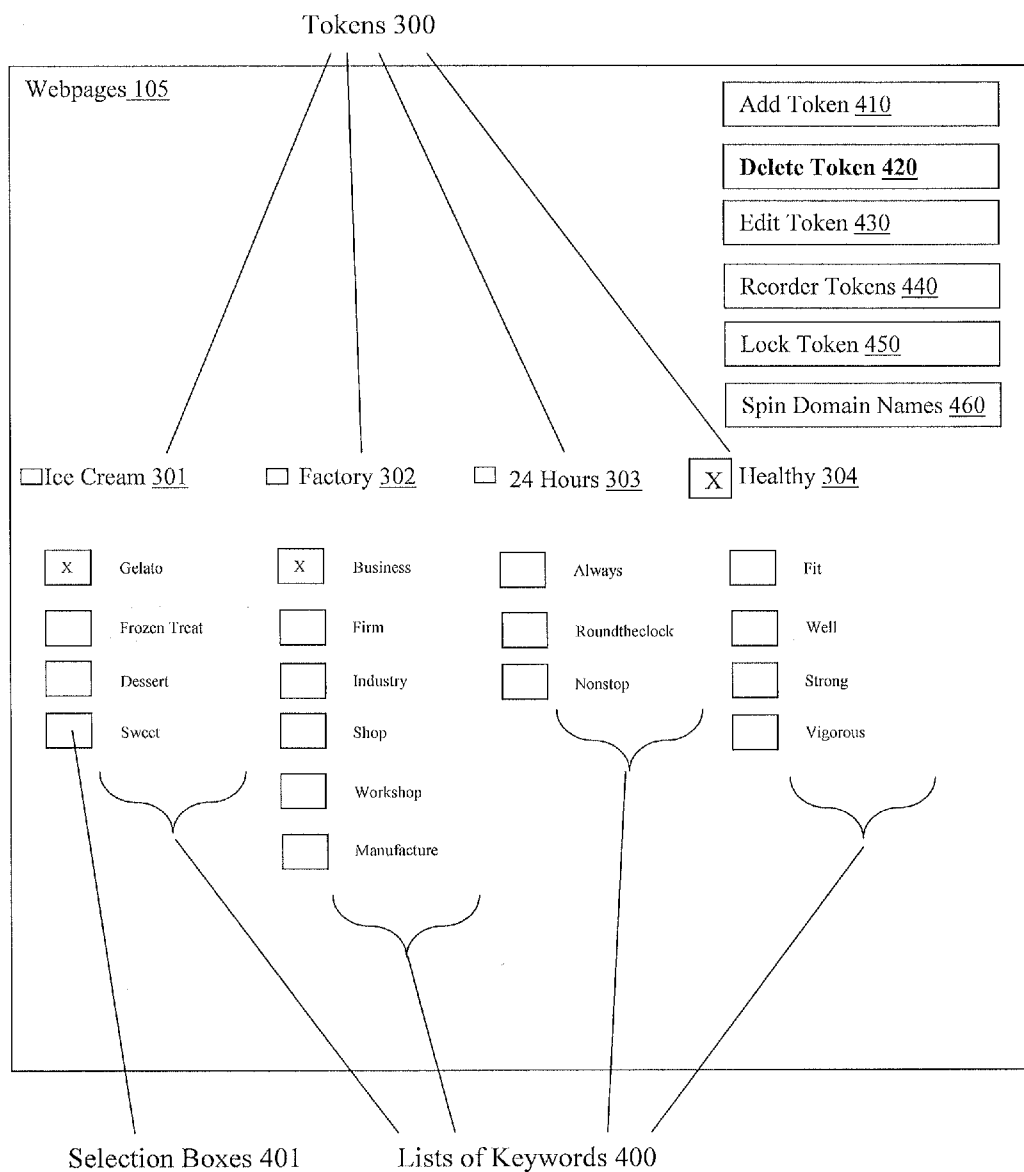 Tokens 300
Webpages 105
Add Token 410
Delete Token 420
Edit Token 430
Reorder Tokens 440
Lock Token 450
Spin Domain Names 460
Ice Cream 301 Factory 302 24 Hours 303 X Healthy 304
X Gelato X Business Always Fit
Frozen Treat Firm Roundtheclock Well
Dessert Industry Nonstop Strong
Sweet Shop Vigorous
Workshop
Manufacture
Selection Boxes 401 Lists of Keywords 400